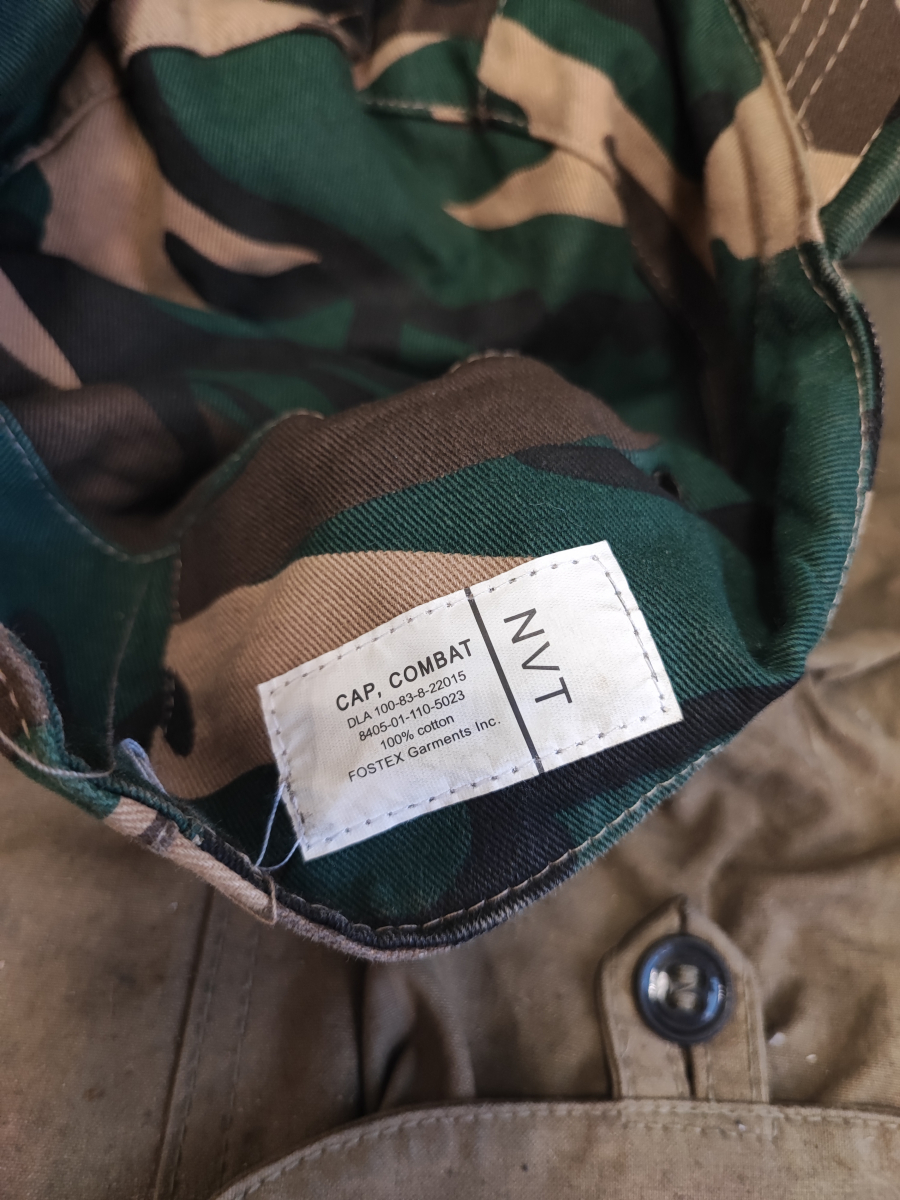 CAP, COMBAT
DLA 100-83-8-22015
8405-01-110-5023
100% cotton
FOSTEX Garments Inc.
NVT